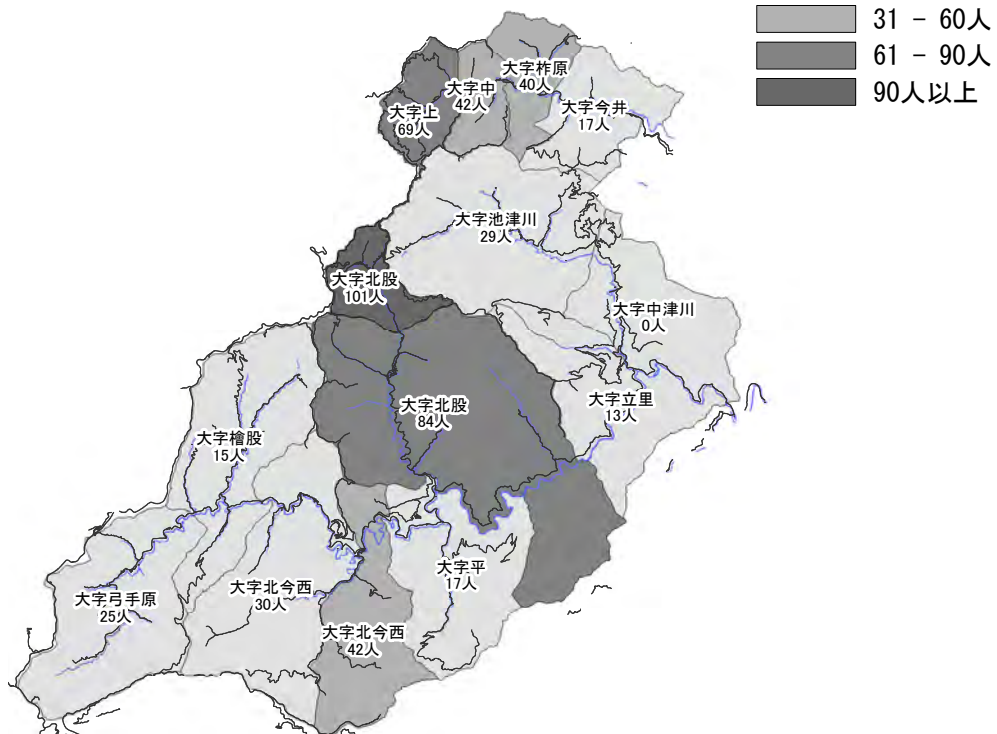 31 - 60人
61 - 90人
90人以上
大字柞原
40人
大字中
42人
大字今井
17人
大字上
69人
大字池津川
29人
大字北股
101人
大字中津川
0人
大字立里
13人
大字北股
84人
大字檜股
15人
大字平
17人
大字北今西
30人
大字弓手原
25人
大字北今西
42人